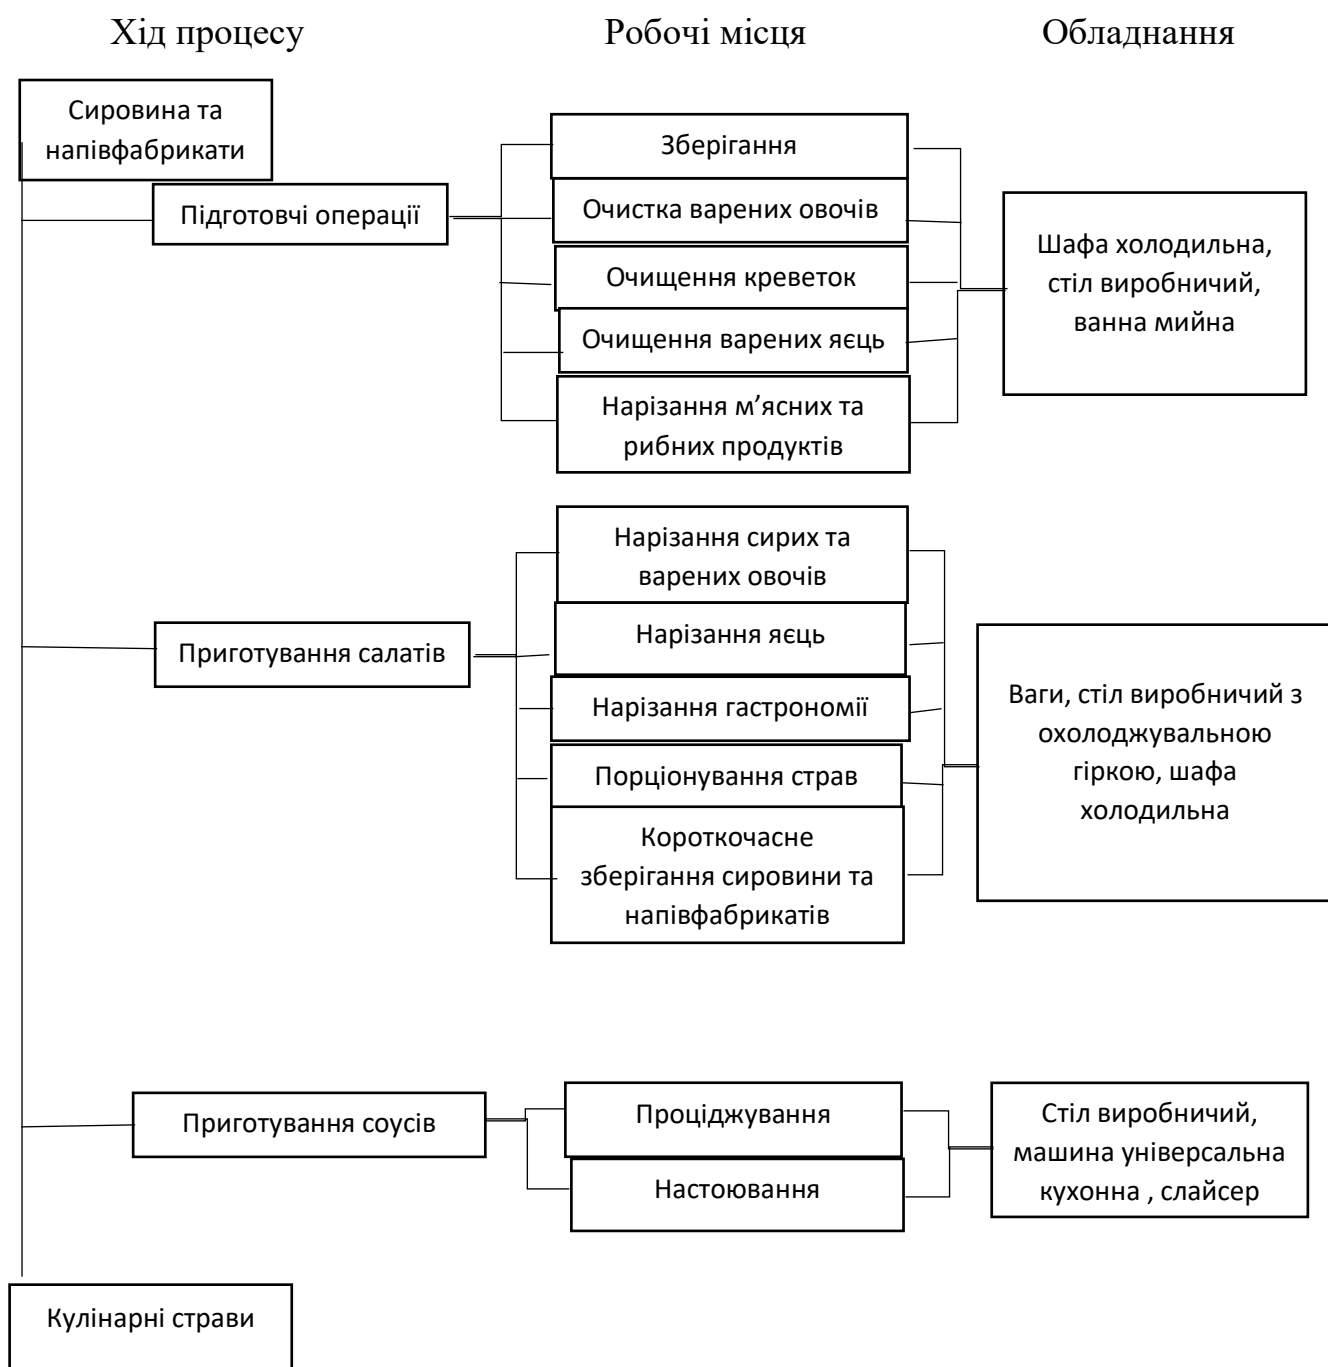 Хід процесу
Робочі місця
Обладнання
Сировина та
напівфабрикати
Підготовчі операції
Зберігання
Очистка варених овочів
Очищення креветок
Очищення варених яєць
Нарізання м’ясних та
рибних продуктів
Шафа холодильна,
стіл виробничий,
ванна мийна
Приготування салатів
Нарізання сирих та
варених овочів
Нарізання яєць
Нарізання гастрономії
Порціонування страв
Короткочасне
зберігання сировини та
напівфабрикатів
Ваги, стіл виробничий з
охолоджувальною
гіркою, шафа
холодильна
Приготування соусів
Проціджування
Настоювання
Стіл виробничий,
машина універсальна
кухонна , слайсер
Кулінарні страви